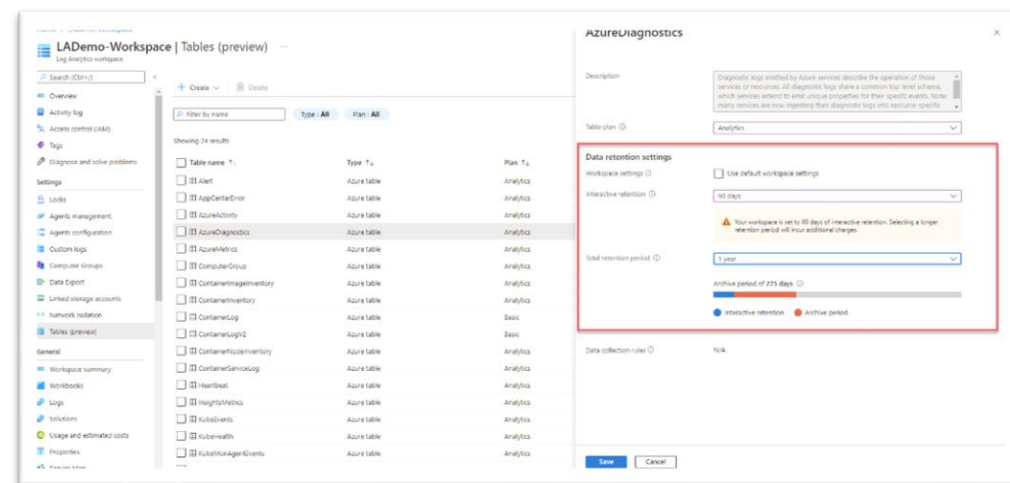 LADemo-Workspace | Tables (preview) ...
Log Analytics workspace
Search (Ctrl+/)
Overview
Activity log
Access control (IAM)
Tags
Diagnose and solve problems
Settings
Locks
Agents management
Agents configuration
Custom logs
Computer Groups
Data Export
Linked storage accounts
Network Isolation
Tables (preview)
General
Workspace summary
Workbooks
Logs
Solutions
Usage and estimated costs
Properties
+ Create Delete
Filter by name Type : All Plan : All
Showing 24 results
Table name Type Plan
Alert Azure table Analytics
AppCenterError Azure table Analytics
AzureActivity Azure table Analytics
AzureDiagnostics Azure table Analytics
AzureMetrics Azure table Analytics
ComputerGroup Azure table Analytics
ContainerImageInventory Azure table Analytics
ContainerInventory Azure table Analytics
ContainerLog Azure table Basic
ContainerLogV2 Azure table Basic
ContainerNodeInventory Azure table Analytics
ContainerServiceLog Azure table Analytics
Heartbeat Azure table Analytics
InsightsMetrics Azure table Analytics
KubeEvents Azure table Analytics
KubeHealth Azure table Analytics
KubeMonAgentEvents Azure table Analytics
AzureDiagnostics
Description
Diagnostic logs emitted by Azure services describe the operation of those
services or resources. All diagnostic logs share a common top level schema,
which services extend to emit unique properties for their specific events. Note:
many services are now ingesting their diagnostic logs into resource-specific
Table plan Analytics
Data retention settings
Workspace settings Use default workspace settings
Interactive retention 90 days
Your workspace is set to 90 days of interactive retention. Selecting a longer
retention period will incur additional charges.
Total retention period 1 year
Archive period of 275 days
Interactive retention Archive period
Data collection rules N/A
Save Cancel